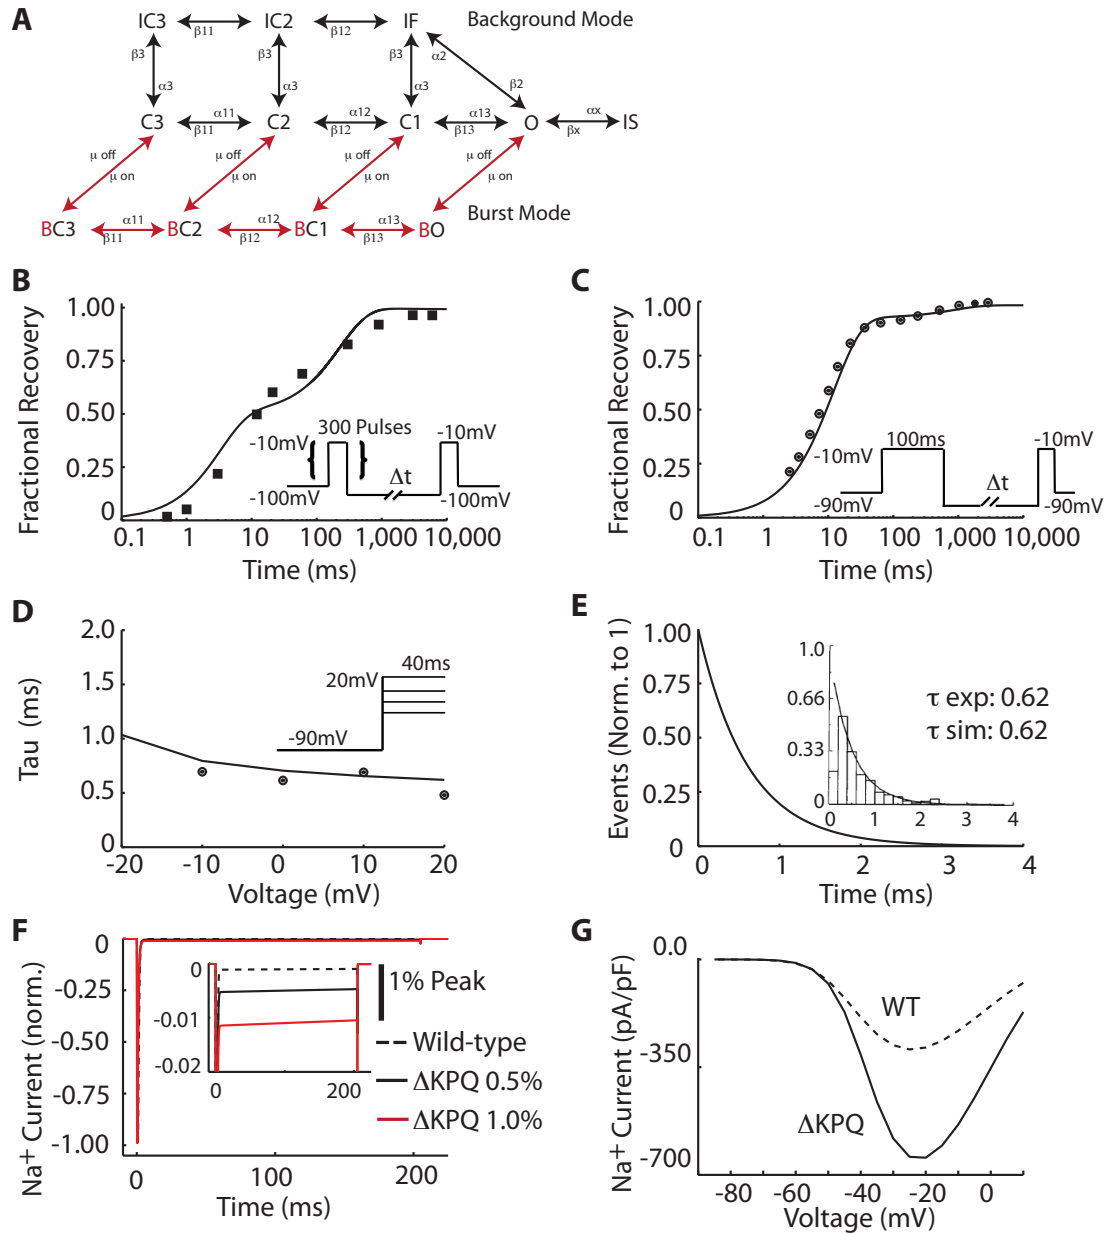 A
IC3 β11 IC2 β12 IF Background Mode
β3 β3 β3 α2
α3 α3 α3 β2
C3 α11 β11 C2 α12 β12 C1 α13 β13 O αx βx IS
μ off μ off μ off μ off
μ on μ on μ on μ on
BC3 α11 β11 BC2 α12 β12 BC1 α13 β13 BO Burst Mode
B
Fractional Recovery
1.00
0.75
0.50
0.25
0
0.1 1 10 100 1,000 10,000
Time (ms)
300 Pulses
-10mV { } -10mV
Δt
-100mV -100mV
C
Fractional Recovery
1.00
0.75
0.50
0.25
0
0.1 1 10 100 1,000 10,000
Time (ms)
-10mV 100ms -10mV
Δt
-90mV -90mV
D
Tau (ms)
2.0
1.5
1.0
0.5
0
-20 -10 0 10 20
Voltage (mV)
40ms
20mV
-90mV
E
Events (Norm. to 1)
1.00
0.75
0.50
0.25
0
0 1 2 3 4
Time (ms)
1.0
0.66
0.33
0
0 1 2 3 4
τ exp: 0.62
τ sim: 0.62
F
Na+ Current (norm.)
0
-0.25
-0.50
-0.75
-1.00
0 100 200
Time (ms)
0
-0.01
-0.02
0 200
1% Peak
Wild-type
ΔKPQ 0.5%
ΔKPQ 1.0%
G
Na+ Current (pA/pF)
0.0
-350
-700
-80 -60 -40 -20 0
Voltage (mV)
WT
ΔKPQ